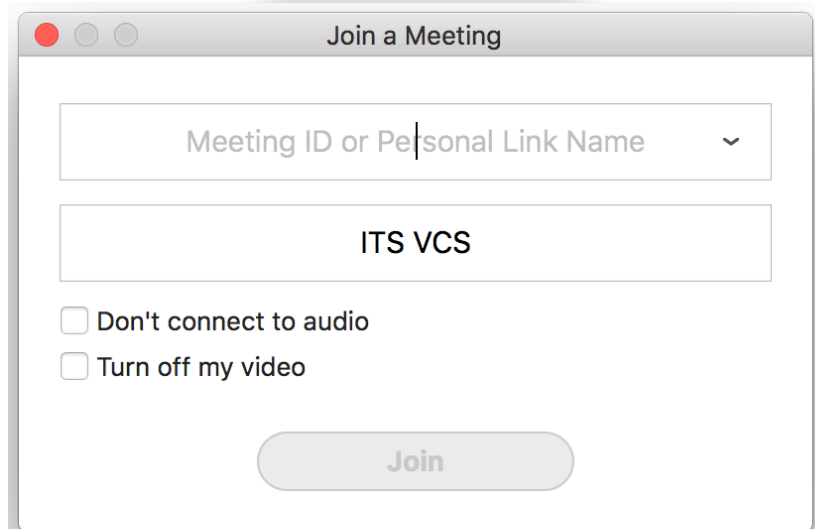 Join a Meeting
Meeting ID or Personal Link Name
ITS VCS
Don't connect to audio
Turn off my video
Join